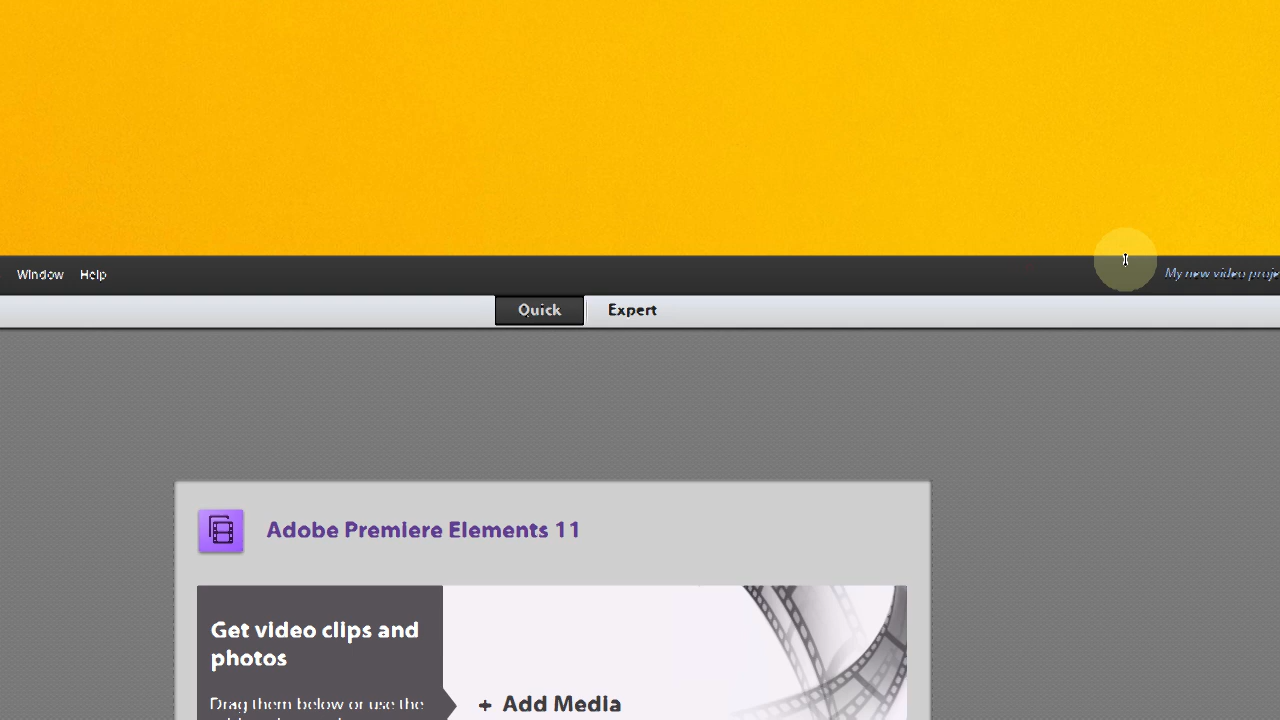 Window Help
My new video proje
Quick Expert
Adobe Premiere Elements 11
Get video clips and
photos
Drag them below or use the
+ Add Media